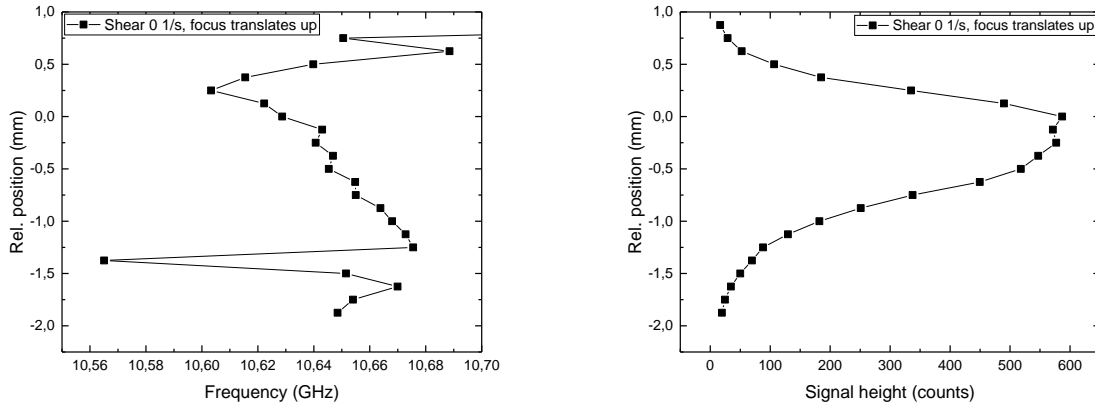 Shear 0 1/s, focus translates up
1,0
0,5
0,0
-0,5
-1,0
-1,5
-2,0
Rel. position (mm)
10,56 10,60 10,62 10,64 10,66 10,68 10,70
Frequency (GHz)
Shear 0 1/s, focus translates up
1,0
0,5
0,0
-0,5
-1,0
-1,5
-2,0
Rel. position (mm)
0 100 200 300 400 500 600
Signal height (counts)